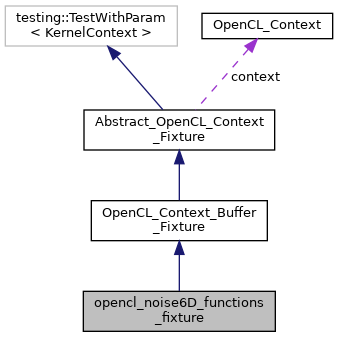 testing::TestWithParam
< KernelContext >
OpenCL_Context
context
Abstract_OpenCL_Context
_Fixture
OpenCL_Context_Buffer
_Fixture
opencl_noise6D_functions
_fixture